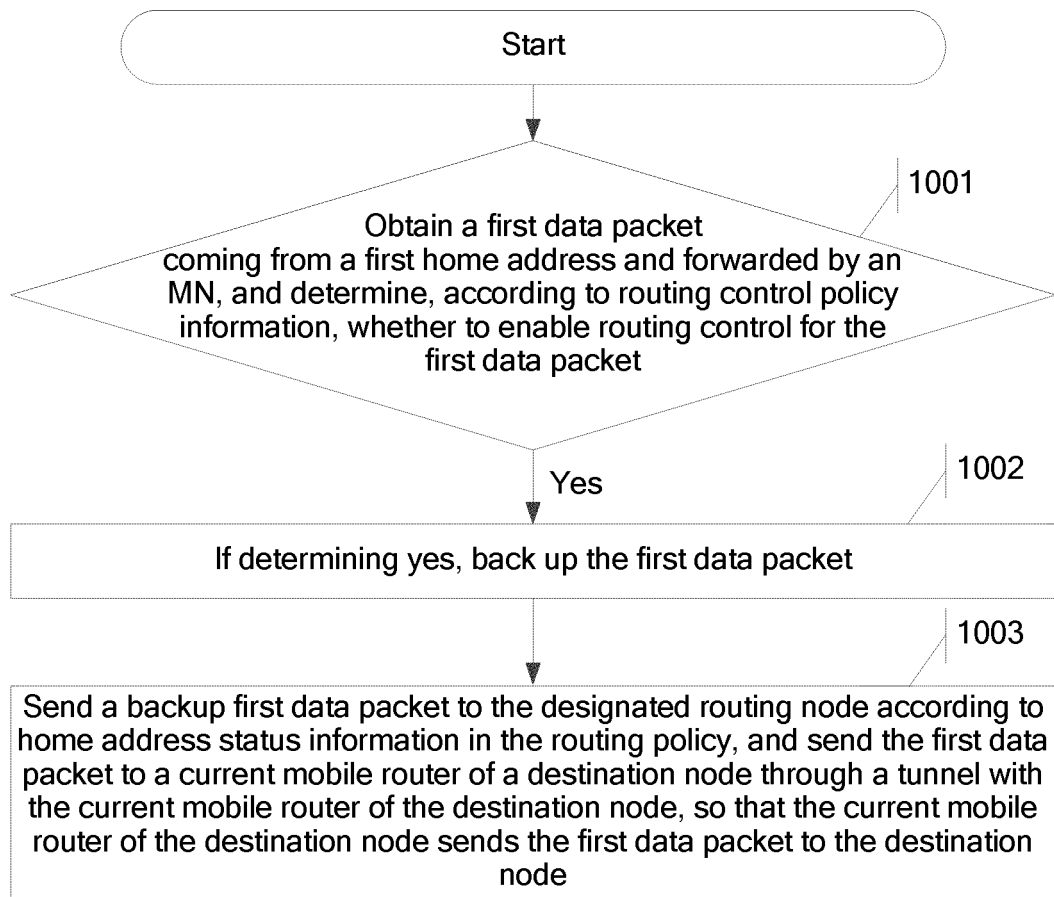 Start
1001
Obtain a first data packet
coming from a first home address and forwarded by an
MN, and determine, according to routing control policy
information, whether to enable routing control for the
first data packet
Yes
1002
If determining yes, back up the first data packet
1003
Send a backup first data packet to the designated routing node according to
home address status information in the routing policy, and send the first data
packet to a current mobile router of a destination node through a tunnel with
the current mobile router of the destination node, so that the current mobile
router of the destination node sends the first data packet to the destination
node